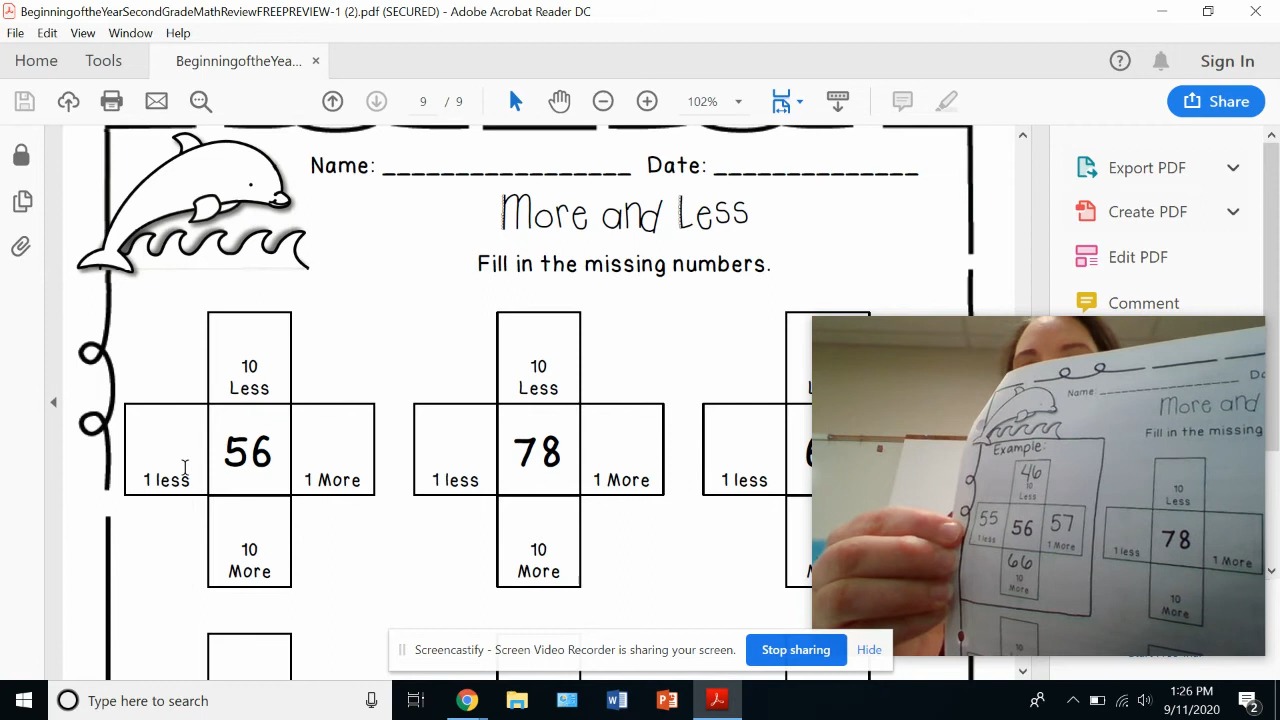 BeginningoftheYearSecondGradeMathReviewFREEPREVIEW-1 (2).pdf (SECURED) - Adobe Acrobat Reader DC
File Edit View Window Help
Home Tools BeginningoftheYea... Sign In
9 / 9 102% Share
Name: Date:
More and Less
Fill in the missing numbers.
10
Less
1 less 56 1 More
10
More
10
Less
1 less 78 1 More
10
More
1 less
Export PDF
Create PDF
Edit PDF
Comment
Name:
More and
Fill in the missing
Example:
46
10
Less
55 56 57
1 less 1 More
66
10
More
10
Less
1 less 78 1 More
10
More
10
Screencastify - Screen Video Recorder is sharing your screen. Stop sharing Hide
Type here to search
1:26 PM
9/11/2020
2